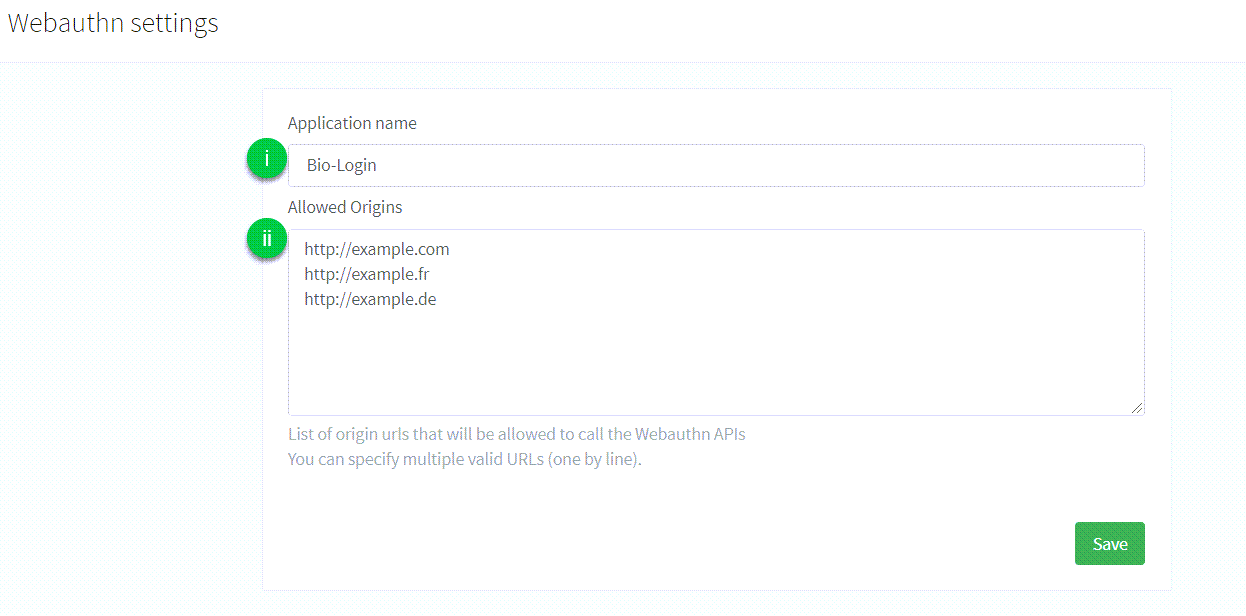 Webauthn settings
Application name
i
Bio-Login
Allowed Origins
ii
http://example.com
http://example.fr
http://example.de
List of origin urls that will be allowed to call the Webauthn APIs
You can specify multiple valid URLs (one by line).
Save